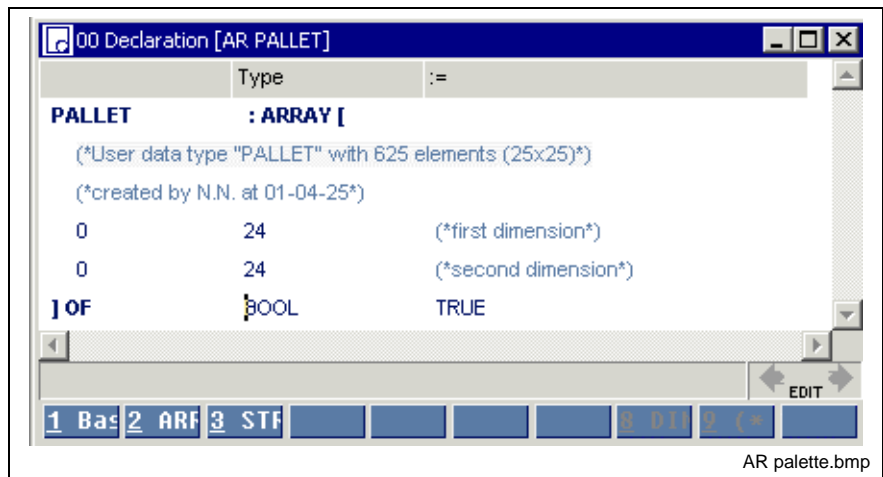 00 Declaration [AR PALLET]
Type :=
PALLET : ARRAY [
(*User data type "PALLET" with 625 elements (25x25)*)
(*created by N.N. at 01-04-25*)
0 24 (*first dimension*)
0 24 (*second dimension*)
] OF BOOL TRUE
EDIT
1 Bas 2 ARR 3 STR 8 DIM 9 (*
AR palette.bmp